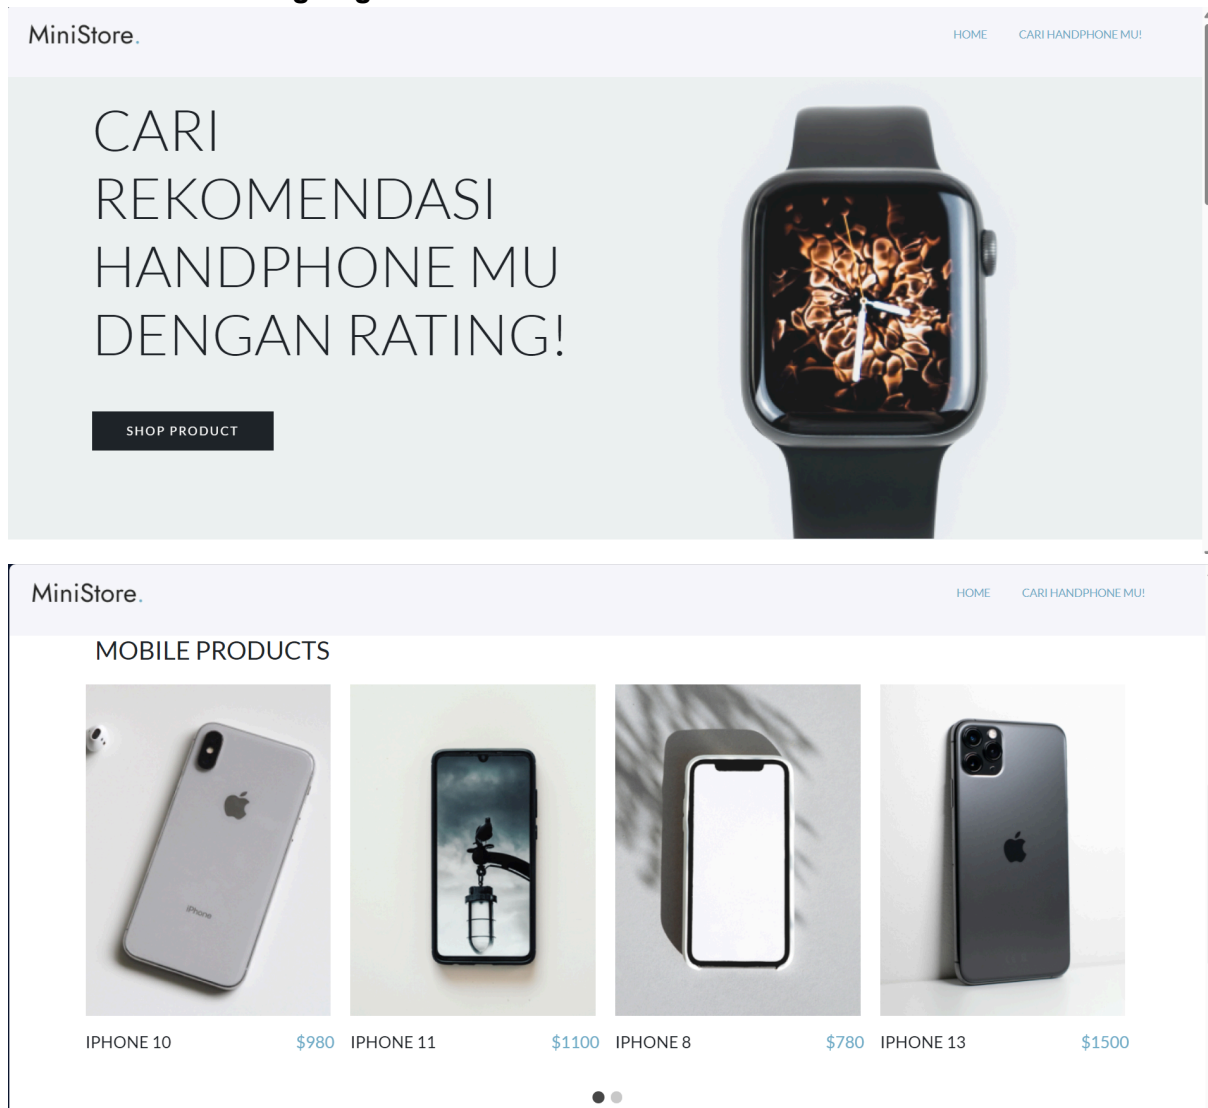 MiniStore.
HOME CARI HANDPHONE MU!
CARI
REKOMENDASI
HANDPHONE MU
DENGAN RATING!
SHOP PRODUCT
MiniStore.
HOME CARI HANDPHONE MU!
MOBILE PRODUCTS
iPhone
IPHONE 10 $980
IPHONE 11 $1100
IPHONE 8 $780
IPHONE 13 $1500